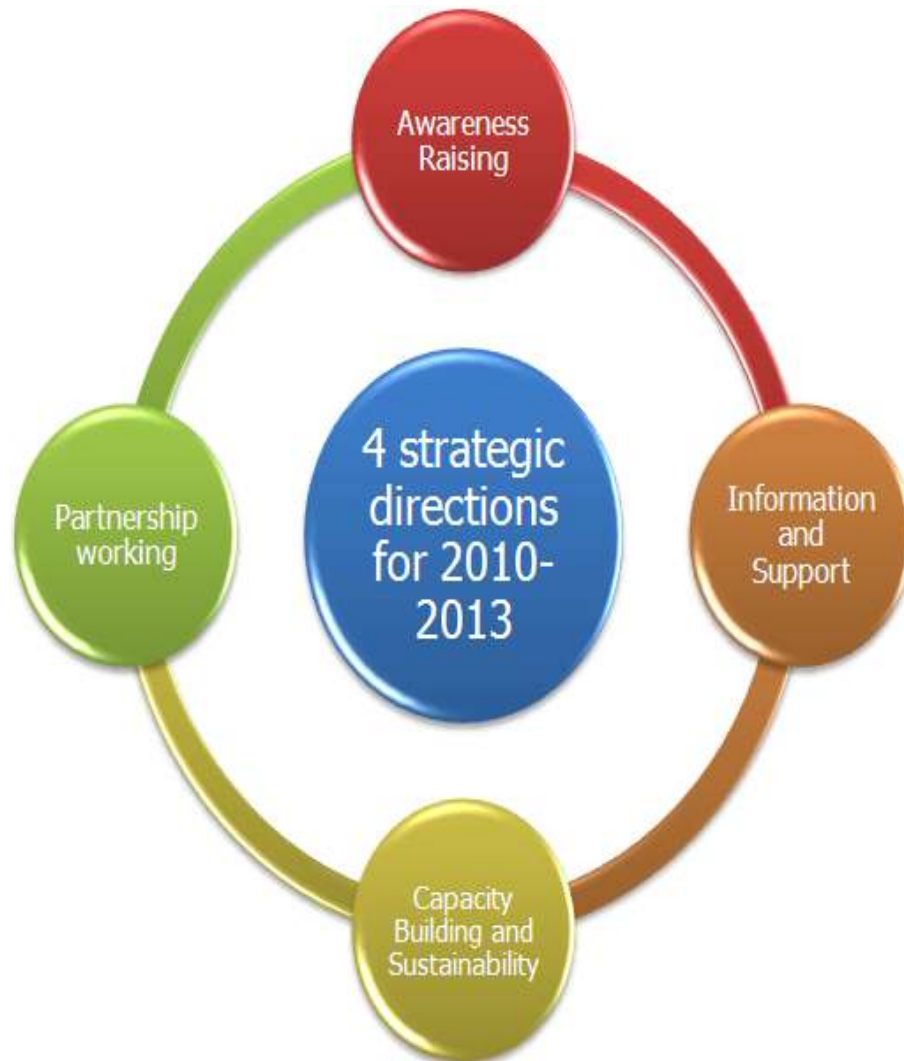 Awareness
Raising
Information
and
Support
4 strategic
directions
for 2010-
2013
Partnership
working
Capacity
Building and
Sustainability